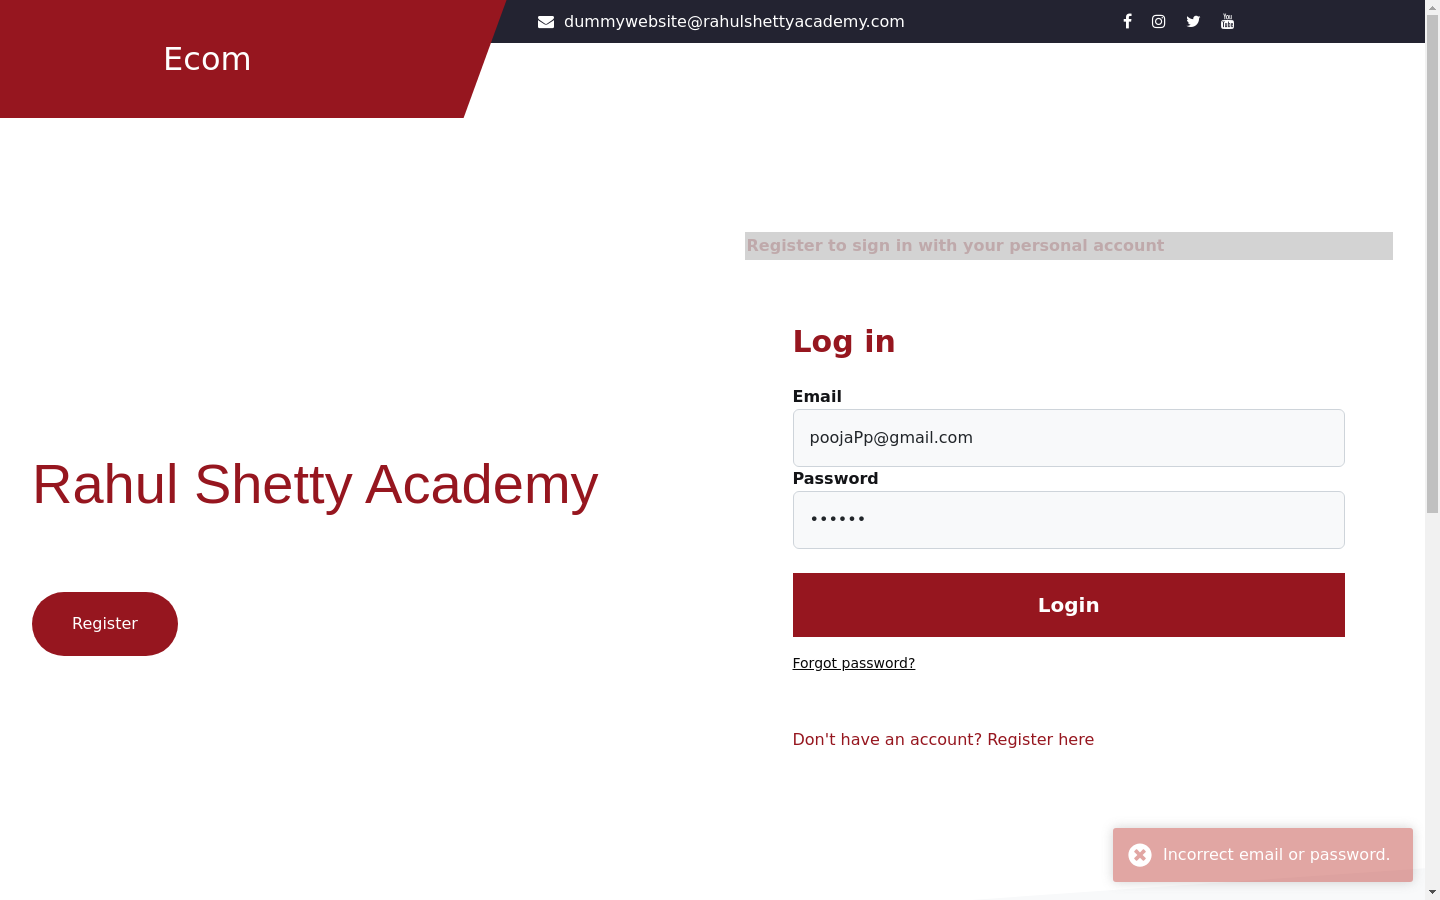 Ecom
dummywebsite@rahulshettyacademy.com
Register to sign in with your personal account
Rahul Shetty Academy
Register
Log in
Email
poojaPp@gmail.com
Password
••••••
Login
Forgot password?
Don't have an account? Register here
Incorrect email or password.